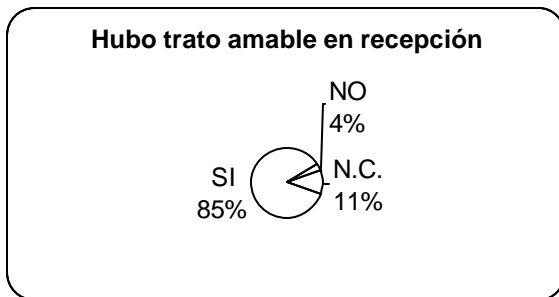 Hubo trato amable en recepción
NO
4%
SI
85%
N.C.
11%